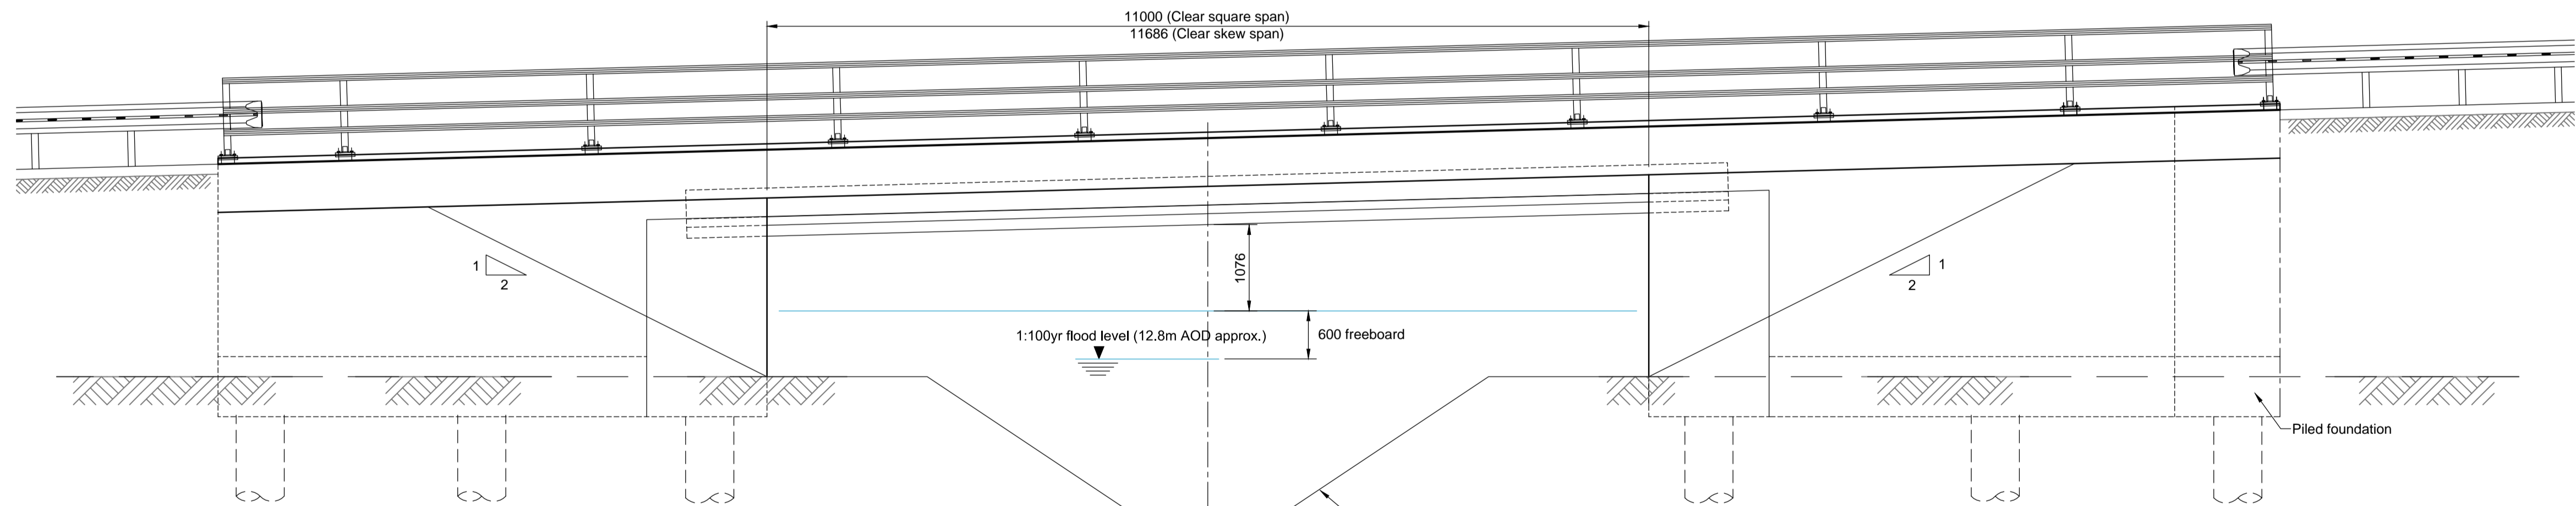 11000 (Clear square span)
11686 (Clear skew span)
1
2
1076
1:100yr flood level (12.8m AOD approx.)
600 freeboard
1
2
Piled foundation